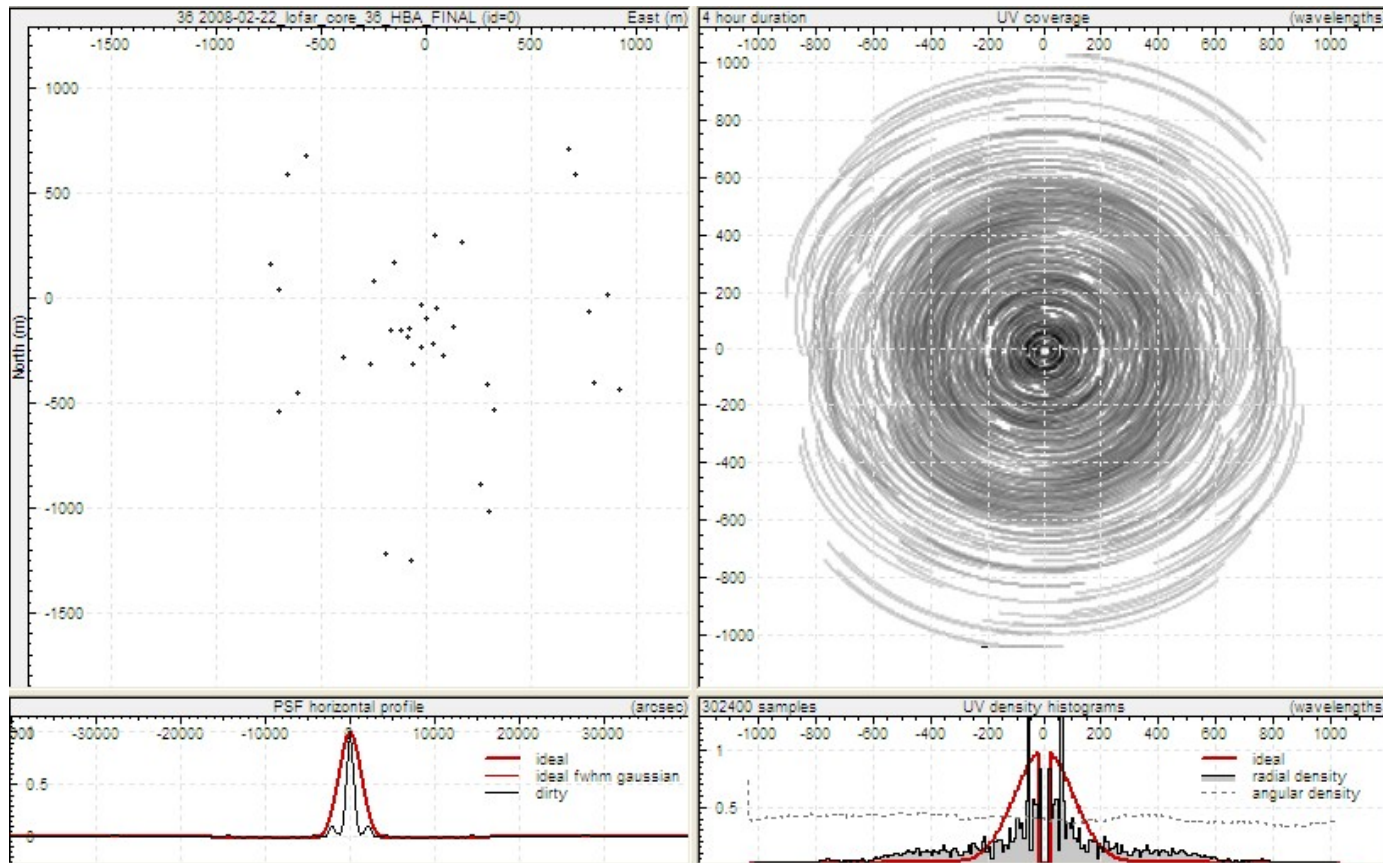 36 2008-02-22_lofar_core_36_HBA_FINAL (id=0) East (m)
-1500 -1000 -500 0 500 1000
1000
500
0
-500
-1000
-1500
North (m)
4 hour duration UV coverage (wavelengths
-1000 -800 -600 -400 -200 0 200 400 600 800 1000
1000
800
600
400
200
0
-200
-400
-600
-800
-1000
PSF horizontal profile (arcsec)
-30000 -20000 -10000 0 10000 20000 30000
0.5
0
ideal
ideal fwhm gaussian
dirty
302400 samples UV density histograms (wavelengths
-1000 -800 -600 -400 -200 0 200 400 600 800 1000
1
0.5
ideal
radial density
angular density